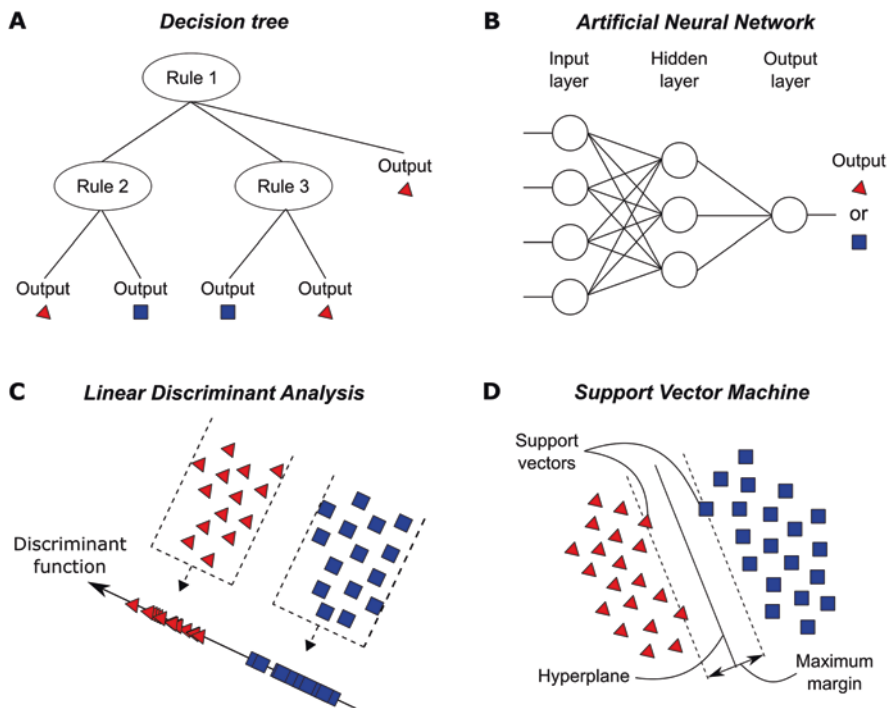 A
Decision tree
Rule 1
Output
Rule 2
Rule 3
Output
Output
Output
Output
B
Artificial Neural Network
Input
layer
Hidden
layer
Output
layer
Output
or
C
Linear Discriminant Analysis
Discriminant
function
D
Support Vector Machine
Support
vectors
Hyperplane
Maximum
margin